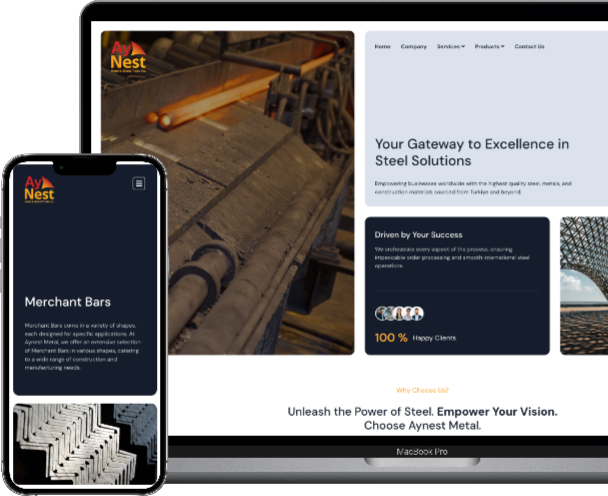 Ay
Nest
Home Company Services Products Contact Us
Your Gateway to Excellence in
Steel Solutions
Empowering businesses worldwide with the highest quality steel, metals, and
construction materials sourced from Turkiye and beyond.
Driven by Your Success
We orchestrate every aspect of the process, ensuring
impeccable order processing and smooth international steel
operations.
100 % Happy Clients
Why Choose Us?
Unleash the Power of Steel. Empower Your Vision.
Choose Aynest Metal.
MacBook Pro
Ay
Nest
Merchant Bars
Merchant Bars come in a variety of shapes,
each designed for specific applications. At
Aynest Metal, we offer an extensive selection
of Merchant Bars in various shapes, catering
to a wide range of construction and
manufacturing needs.